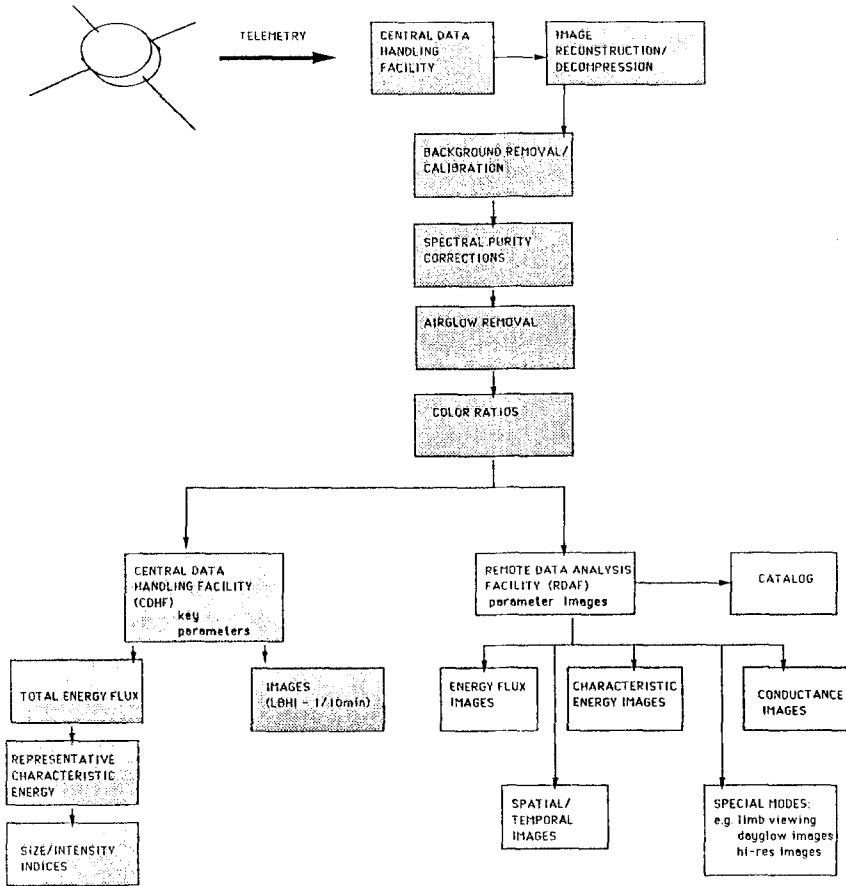 TELEMETRY
CENTRAL DATA
HANDLING
FACILITY
IMAGE
RECONSTRUCTION/
DECOMPRESSION
BACKGROUND REMOVAL/
CALIBRATION
SPECTRAL PURITY
CORRECTIONS
AIRGLOW REMOVAL
COLOR RATIOS
CENTRAL DATA
HANDLING FACILITY
(CDHF)
key
parameters
REMOTE DATA ANALYSIS
FACILITY (RDAF)
parameter Images
CATALOG
TOTAL ENERGY FLUX
IMAGES
(LBHl - 1/10min)
ENERGY FLUX
IMAGES
CHARACTERISTIC
ENERGY IMAGES
CONDUCTANCE
IMAGES
REPRESENTATIVE
CHARACTERISTIC
ENERGY
SIZE/INTENSITY
INDICES
SPATIAL/
TEMPORAL
IMAGES
SPECIAL MODES:
e.g. limb viewing
dayglow images
hi-res images